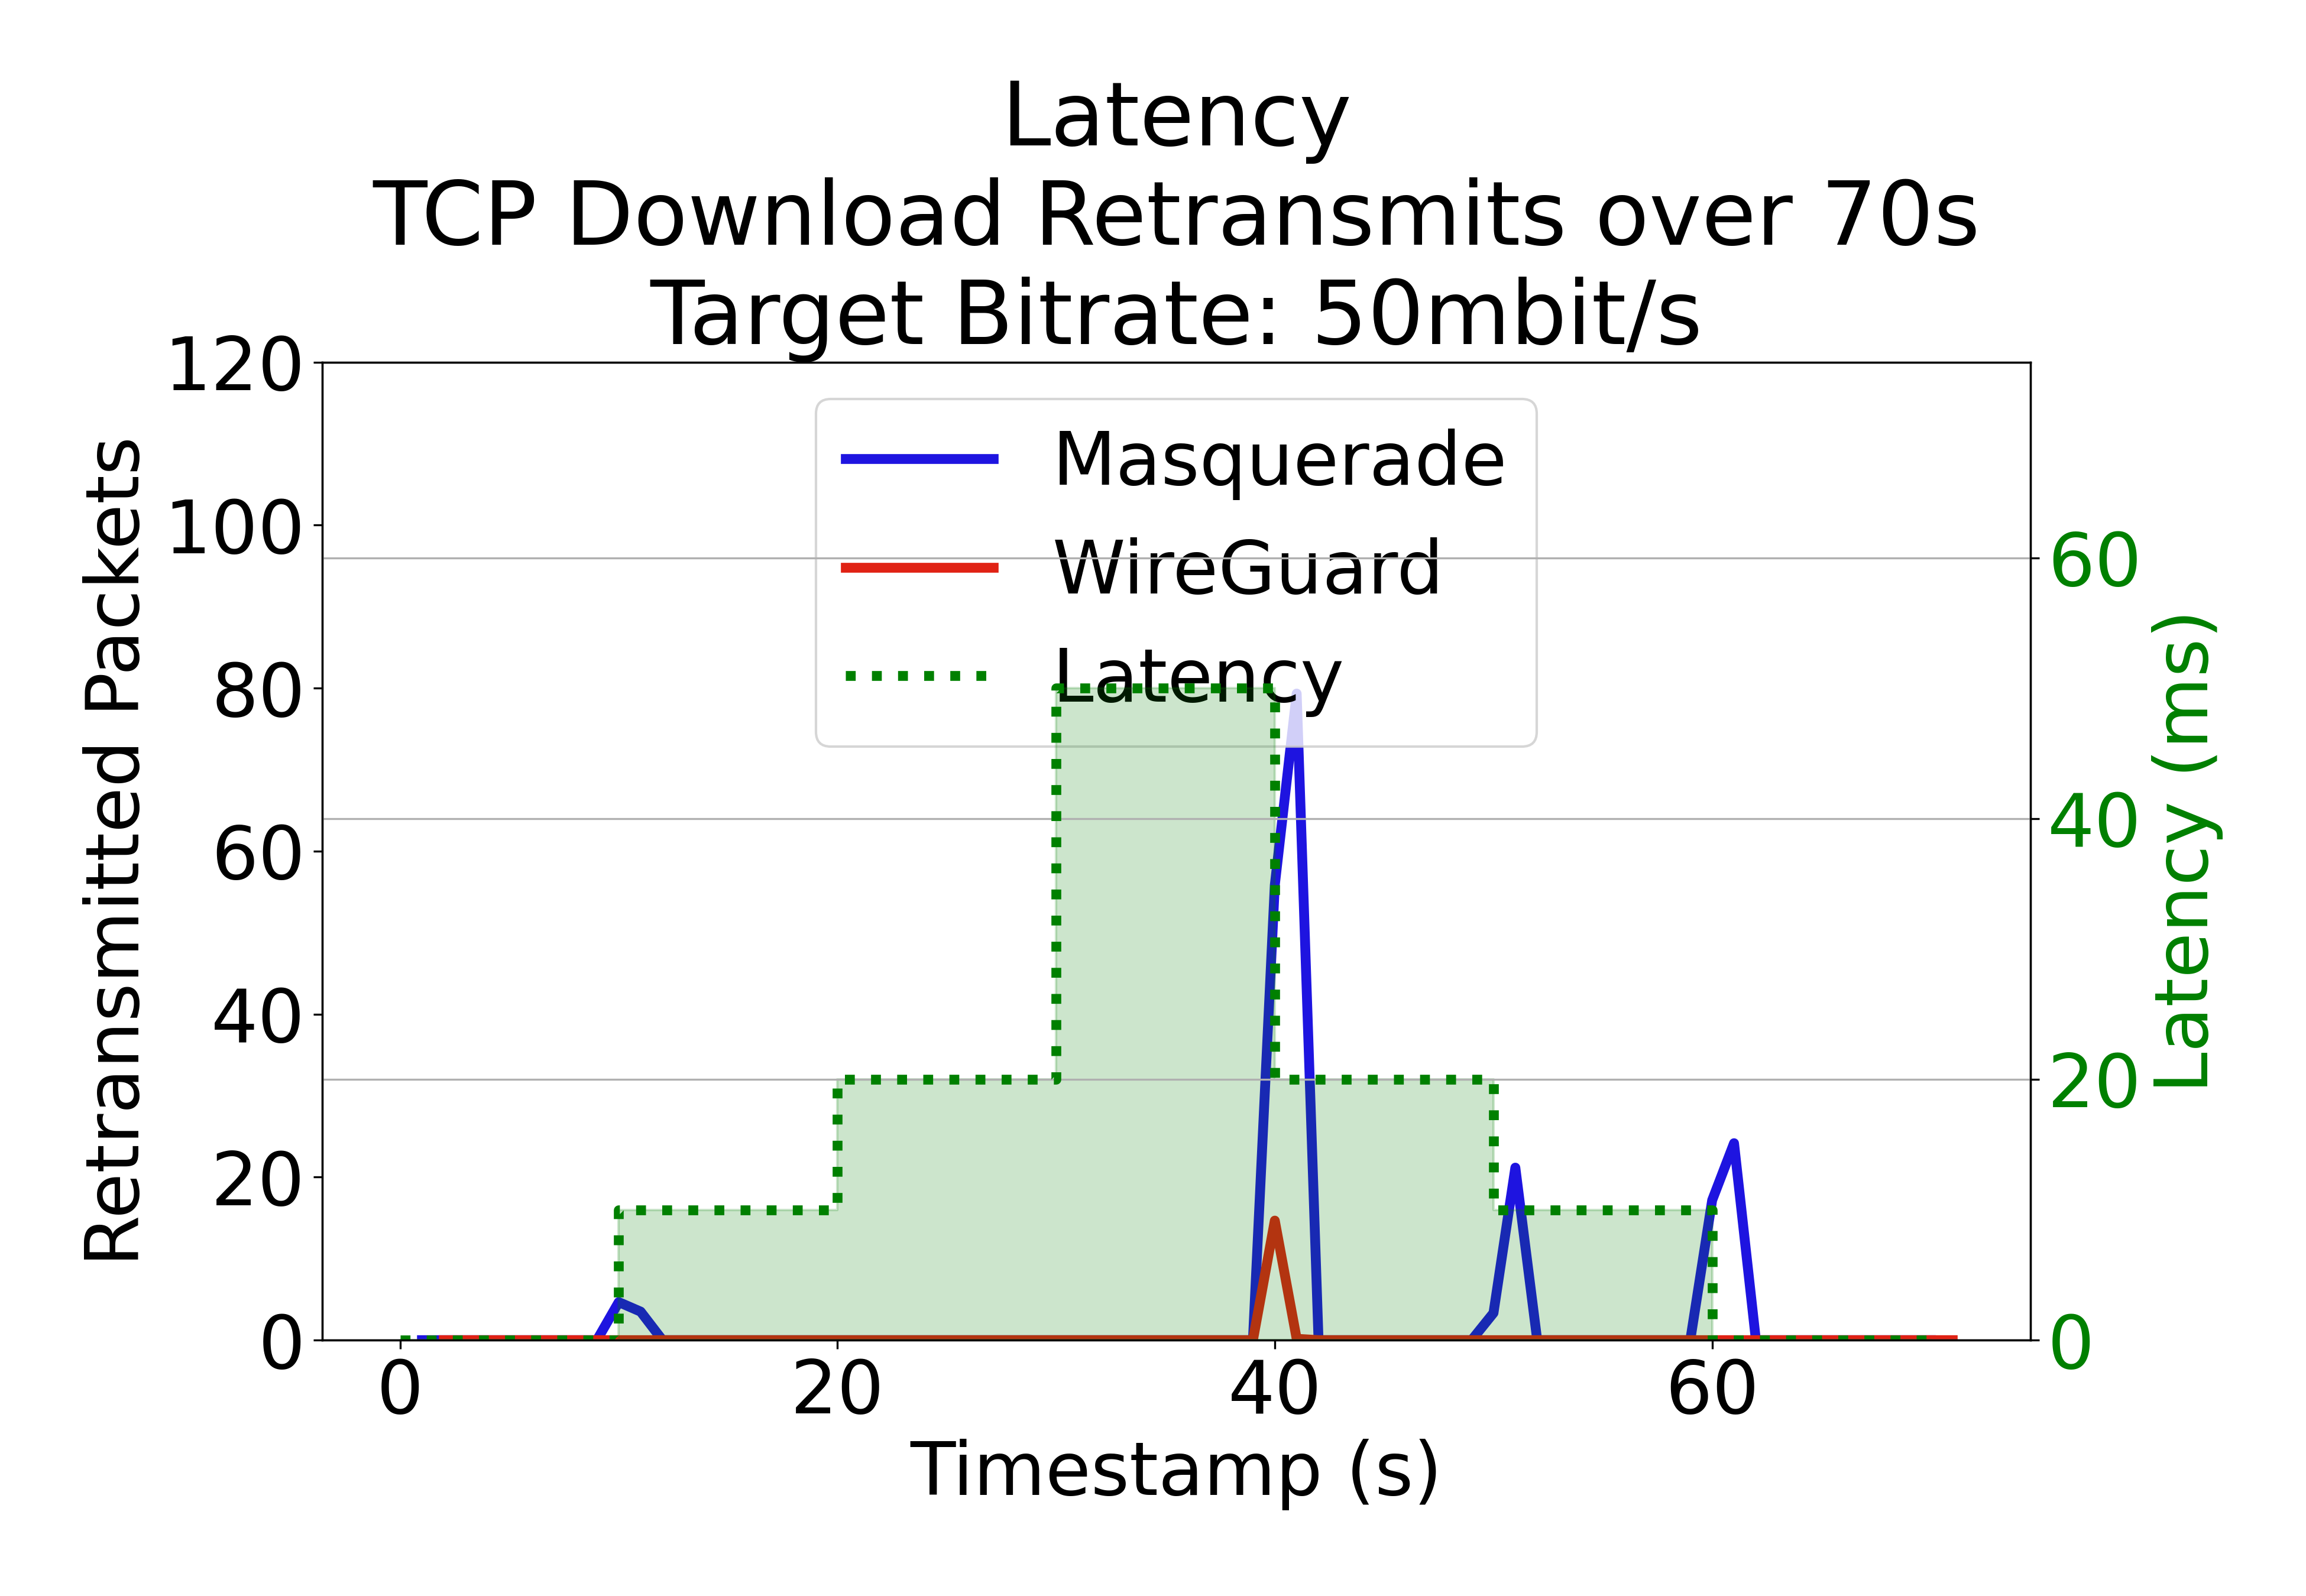 Latency
TCP Download Retransmits over 70s
Target Bitrate: 50mbit/s
Retransmitted Packets
120
100
80
60
40
20
0
Masquerade
WireGuard
Latency
60
40
20
0
Latency (ms)
0 20 40 60
Timestamp (s)